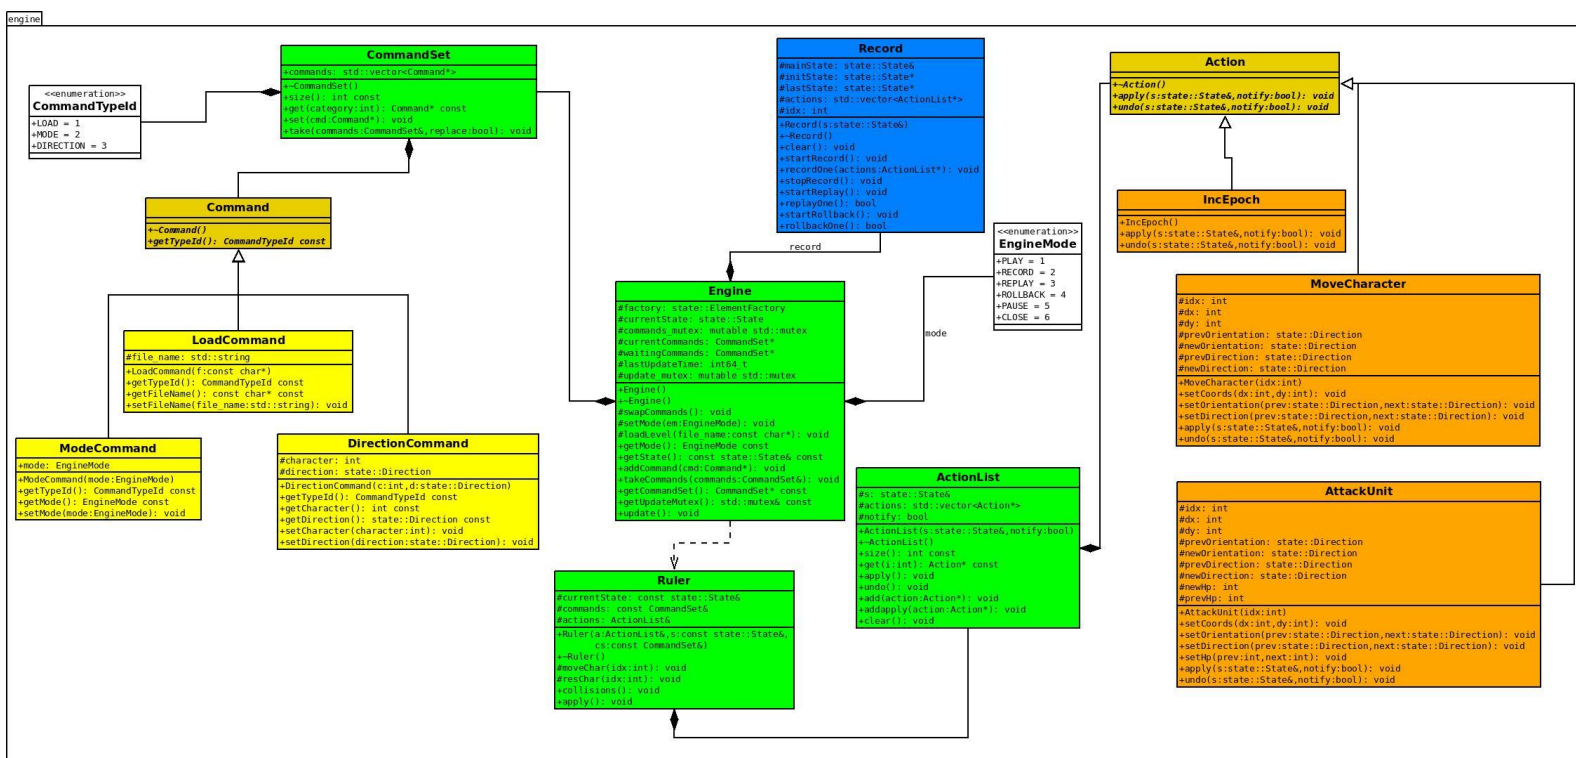 engine
CommandSet
+commands: std::vector<Command*>
+~CommandSet()
+size(): int const
+get(category:int): Command* const
+set(cmd:Command*): void
+take(commands:CommandSet&,replace:bool): void
<<enumeration>>
CommandTypeId
+LOAD = 1
+MODE = 2
+DIRECTION = 3
Command
+~Command()
+getTypeId(): CommandTypeId const
LoadCommand
#file_name: std::string
+LoadCommand(f:const char*)
+getTypeId(): CommandTypeId const
+getFileName(): const char* const
+setFileName(file_name:std::string): void
ModeCommand
+mode: EngineMode
+ModeCommand(mode:EngineMode)
+getTypeId(): CommandTypeId const
+getMode(): EngineMode const
+setMode(mode:EngineMode): void
DirectionCommand
#character: int
#direction: state::Direction
+DirectionCommand(c:int,d:state::Direction)
+getTypeId(): CommandTypeId const
+getCharacter(): int const
+getDirection(): state::Direction const
+setCharacter(character:int): void
+setDirection(direction:state::Direction): void
Record
#mainState: state::State&
#initState: state::State*
#lastState: state::State*
#actions: std::vector<ActionList*>
#idx: int
+Record(s:state::State&)
+~Record()
+clear(): void
+startRecord(): void
+recordOne(actions:ActionList*): void
+stopRecord(): void
+startReplay(): void
+replayOne(): bool
+startRollback(): void
+rollbackOne(): bool
record
<<enumeration>>
EngineMode
+PLAY = 1
+RECORD = 2
+REPLAY = 3
+ROLLBACK = 4
+PAUSE = 5
+CLOSE = 6
mode
Engine
#factory: state::ElementFactory
#currentState: state::State
#commands_mutex: mutable std::mutex
#currentCommands: CommandSet*
#waitingCommands: CommandSet*
#lastUpdateTime: int64_t
#update_mutex: mutable std::mutex
+Engine()
+~Engine()
#swapCommands(): void
#setMode(em:EngineMode): void
#loadLevel(file_name:const char*): void
+getMode(): EngineMode const
+getState(): const state::State& const
+addCommand(cmd:Command*): void
+takeCommands(commands:CommandSet&): void
+getCommandSet(): CommandSet* const
+getUpdateMutex(): std::mutex& const
+update(): void
Ruler
#currentState: const state::State&
#commands: const CommandSet&
#actions: ActionList&
+Ruler(a:ActionList&,s:const state::State&,
cs:const CommandSet&)
+~Ruler()
#moveChar(idx:int): void
#resChar(idx:int): void
+collisions(): void
+apply(): void
ActionList
#s: state::State&
#actions: std::vector<Action*>
#notify: bool
+ActionList(s:state::State&,notify:bool)
+~ActionList()
+size(): int const
+get(i:int): Action* const
+apply(): void
+undo(): void
+add(action:Action*): void
+addapply(action:Action*): void
+clear(): void
Action
+~Action()
+apply(s:state::State&,notify:bool): void
+undo(s:state::State&,notify:bool): void
IncEpoch
+IncEpoch()
+apply(s:state::State&,notify:bool): void
+undo(s:state::State&,notify:bool): void
MoveCharacter
#idx: int
#dx: int
#dy: int
#prevOrientation: state::Direction
#newOrientation: state::Direction
#prevDirection: state::Direction
#newDirection: state::Direction
+MoveCharacter(idx:int)
+setCoords(dx:int,dy:int): void
+setOrientation(prev:state::Direction,next:state::Direction): void
+setDirection(prev:state::Direction,next:state::Direction): void
+apply(s:state::State&,notify:bool): void
+undo(s:state::State&,notify:bool): void
AttackUnit
#idx: int
#dx: int
#dy: int
#prevOrientation: state::Direction
#newOrientation: state::Direction
#prevDirection: state::Direction
#newDirection: state::Direction
#newHp: int
#prevHp: int
+AttackUnit(idx:int)
+setCoords(dx:int,dy:int): void
+setOrientation(prev:state::Direction,next:state::Direction): void
+setDirection(prev:state::Direction,next:state::Direction): void
+setHp(prev:int,next:int): void
+apply(s:state::State&,notify:bool): void
+undo(s:state::State&,notify:bool): void